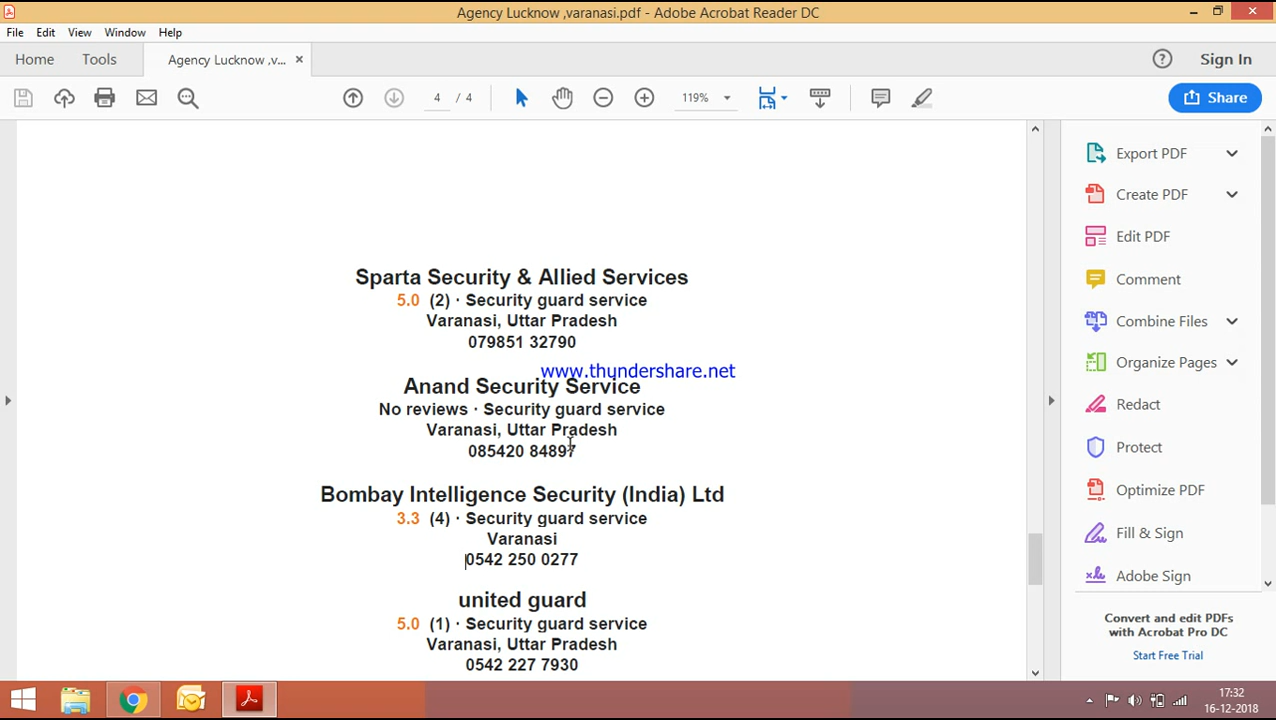 Agency Lucknow ,varanasi.pdf - Adobe Acrobat Reader DC
File Edit View Window Help
Home Tools Agency Lucknow ,v... × ? Sign In
4 / 4 119% Share
Export PDF
Create PDF
Edit PDF
Comment
Combine Files
Organize Pages
Redact
Protect
Optimize PDF
Fill & Sign
Adobe Sign
Convert and edit PDFs
with Acrobat Pro DC
Start Free Trial
Sparta Security & Allied Services
5.0 (2) · Security guard service
Varanasi, Uttar Pradesh
079851 32790
www.thundershare.net
Anand Security Service
No reviews · Security guard service
Varanasi, Uttar Pradesh
085420 84897
Bombay Intelligence Security (India) Ltd
3.3 (4) · Security guard service
Varanasi
0542 250 0277
united guard
5.0 (1) · Security guard service
Varanasi, Uttar Pradesh
0542 227 7930
17:32
16-12-2018